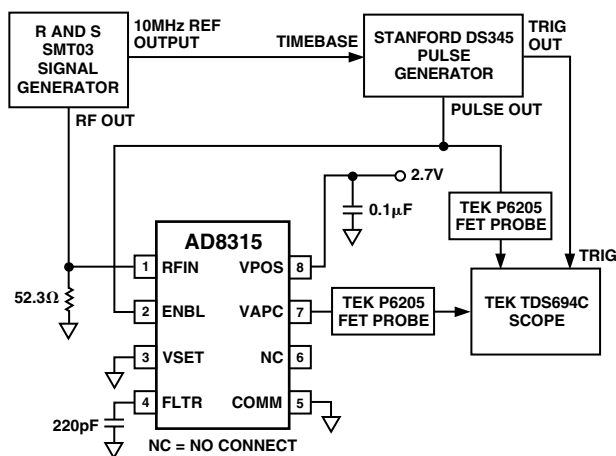 R AND S
SMT03
SIGNAL
GENERATOR
10MHz REF
OUTPUT
TIMEBASE
STANFORD DS345
PULSE
GENERATOR
TRIG
OUT
RF OUT
PULSE OUT
2.7V
0.1μF
TEK P6205
FET PROBE
TRIG
AD8315
1 RFIN VPOS 8
52.3Ω
2 ENBL VAPC 7
TEK P6205
FET PROBE
TEK TDS694C
SCOPE
3 VSET NC 6
4 FLTR COMM 5
220pF
NC = NO CONNECT